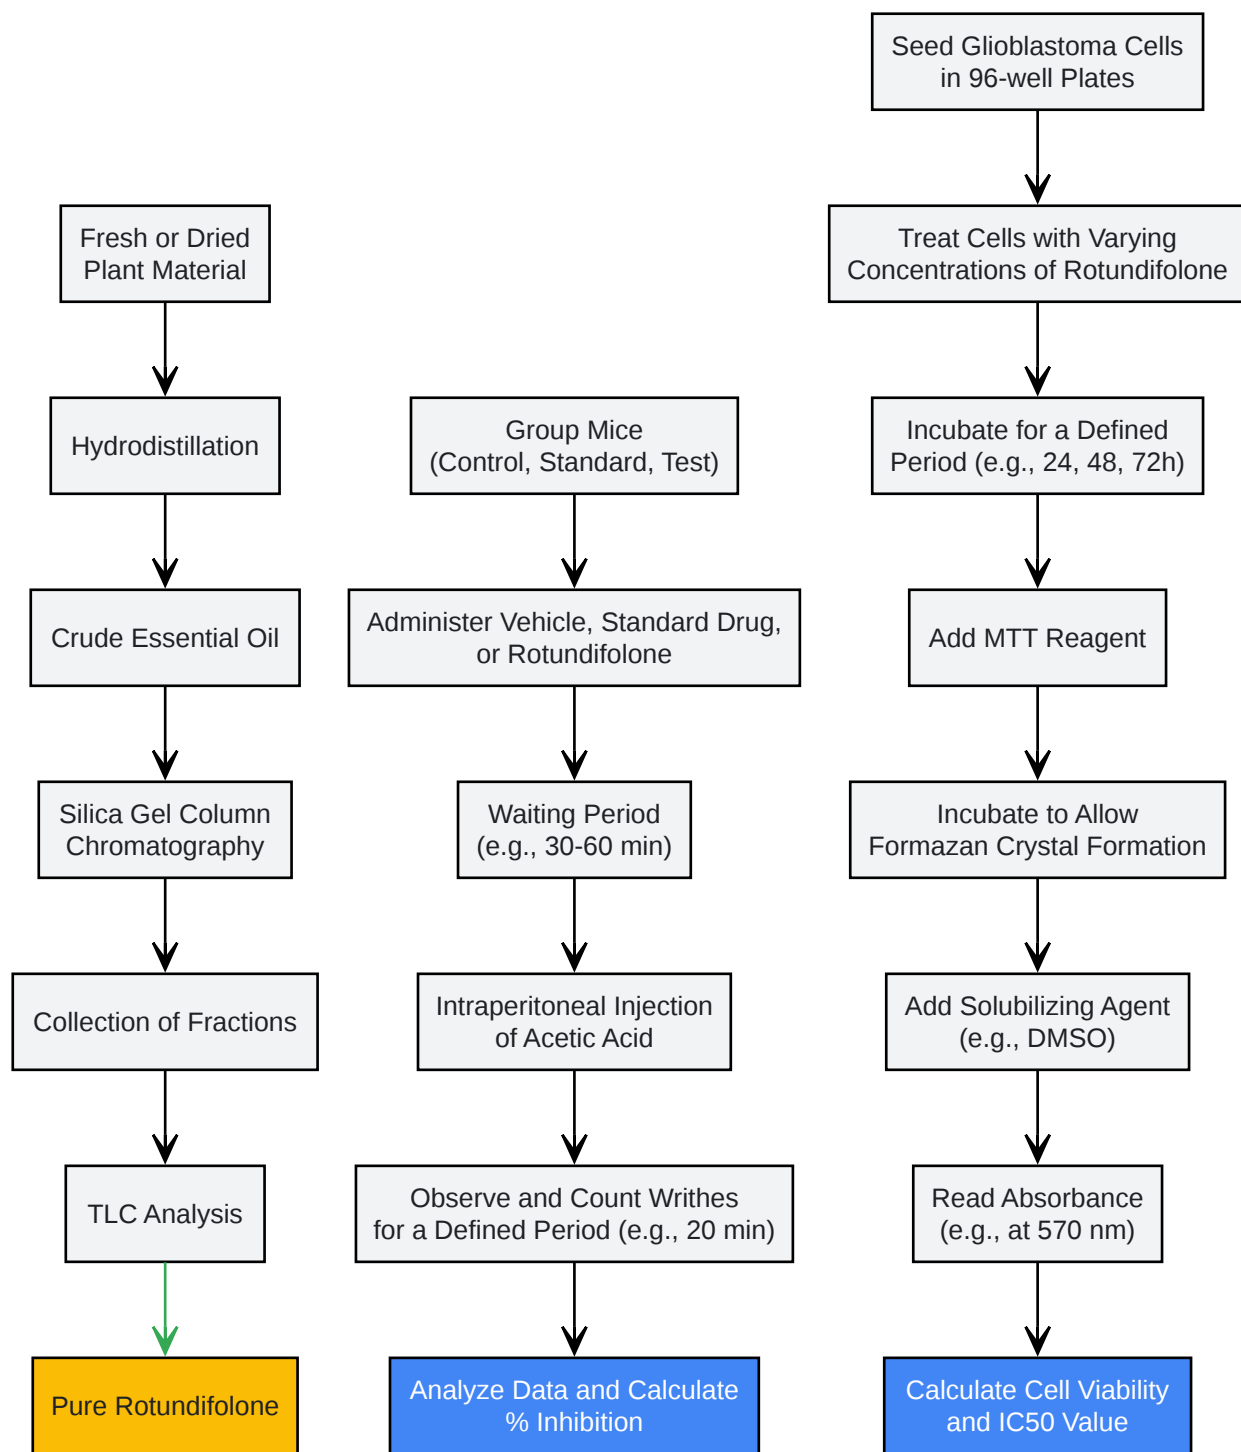 Fresh or Dried
Plant Material
Hydrodistillation
Crude Essential Oil
Silica Gel Column
Chromatography
Collection of Fractions
TLC Analysis
Pure Rotundifolone
Group Mice
(Control, Standard, Test)
Administer Vehicle, Standard Drug,
or Rotundifolone
Waiting Period
(e.g., 30-60 min)
Intraperitoneal Injection
of Acetic Acid
Observe and Count Writhes
for a Defined Period (e.g., 20 min)
Analyze Data and Calculate
% Inhibition
Seed Glioblastoma Cells
in 96-well Plates
Treat Cells with Varying
Concentrations of Rotundifolone
Incubate for a Defined
Period (e.g., 24, 48, 72h)
Add MTT Reagent
Incubate to Allow
Formazan Crystal Formation
Add Solubilizing Agent
(e.g., DMSO)
Read Absorbance
(e.g., at 570 nm)
Calculate Cell Viability
and IC50 Value